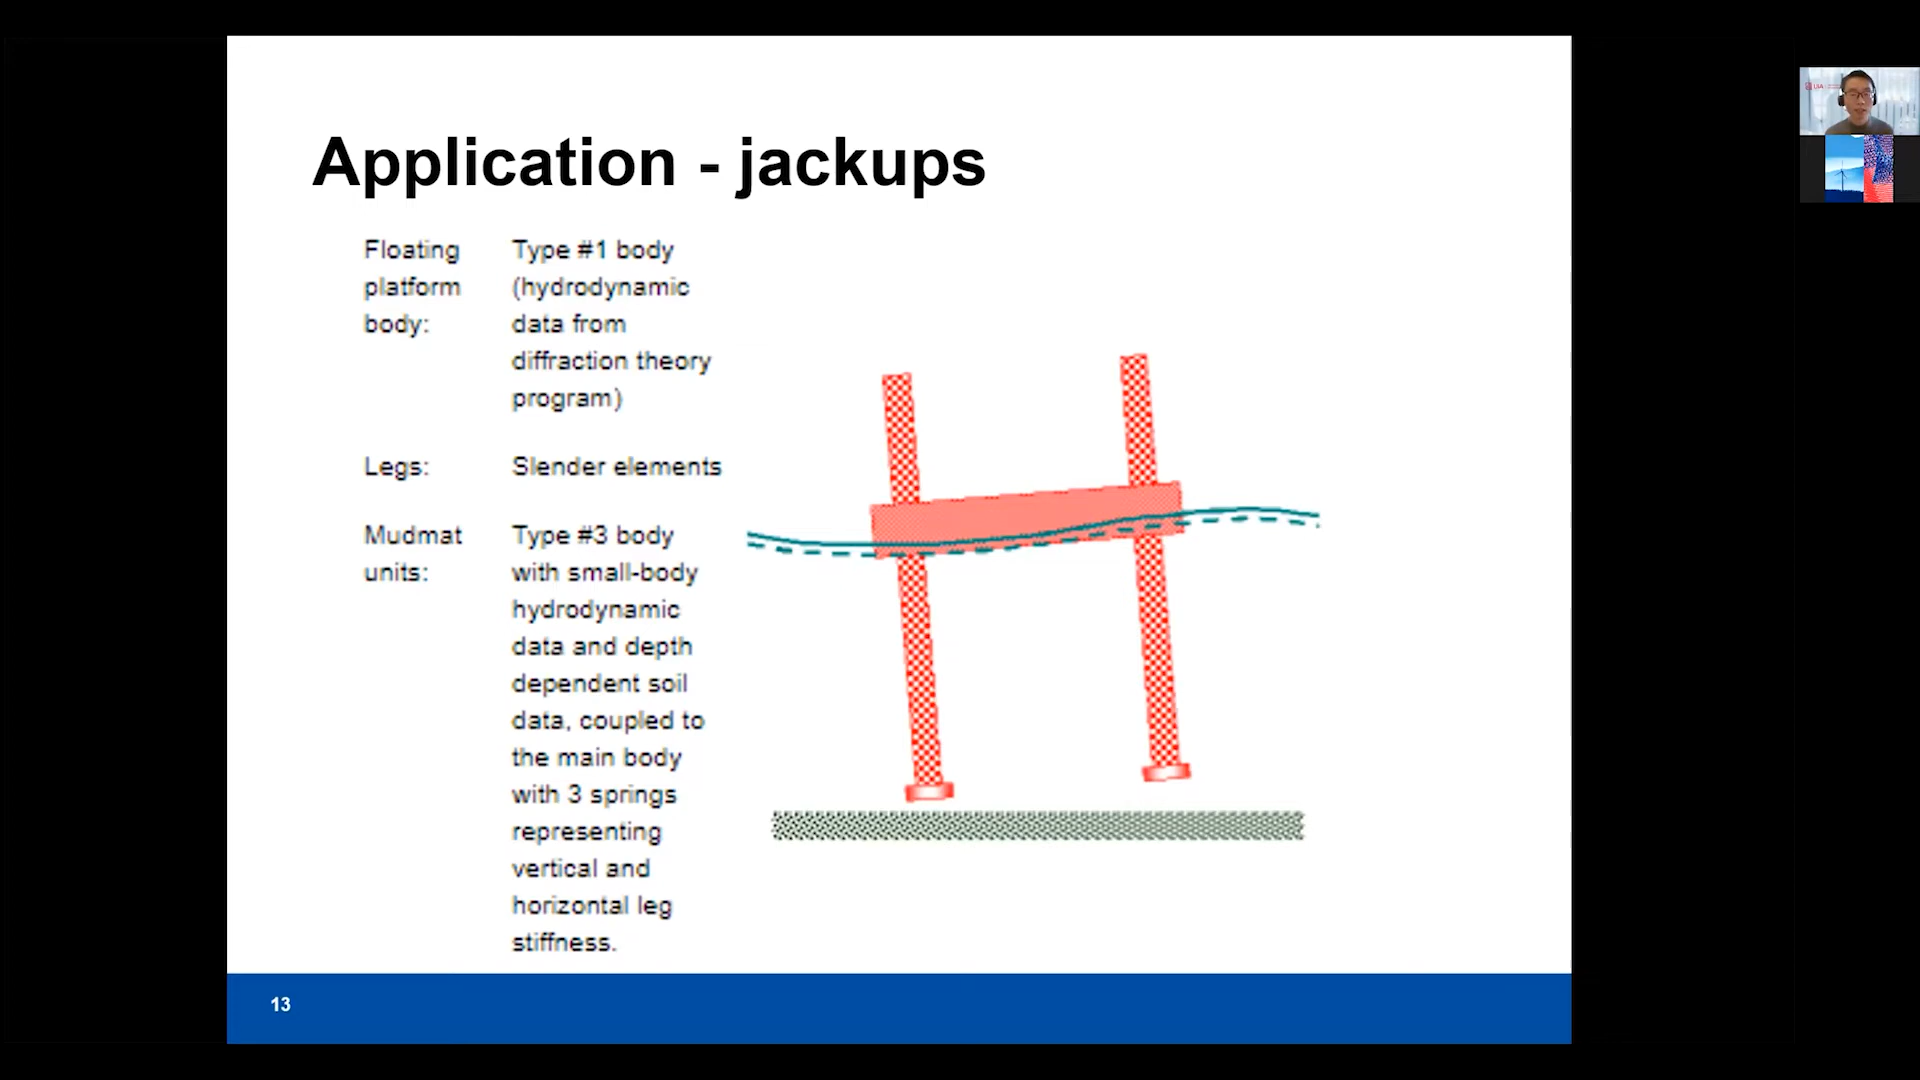 Application - jackups
Floating
platform
body:
Type #1 body
(hydrodynamic
data from
diffraction theory
program)
Legs:
Slender elements
Mudmat
units:
Type #3 body
with small-body
hydrodynamic
data and depth
dependent soil
data, coupled to
the main body
with 3 springs
representing
vertical and
horizontal leg
stiffness.
13